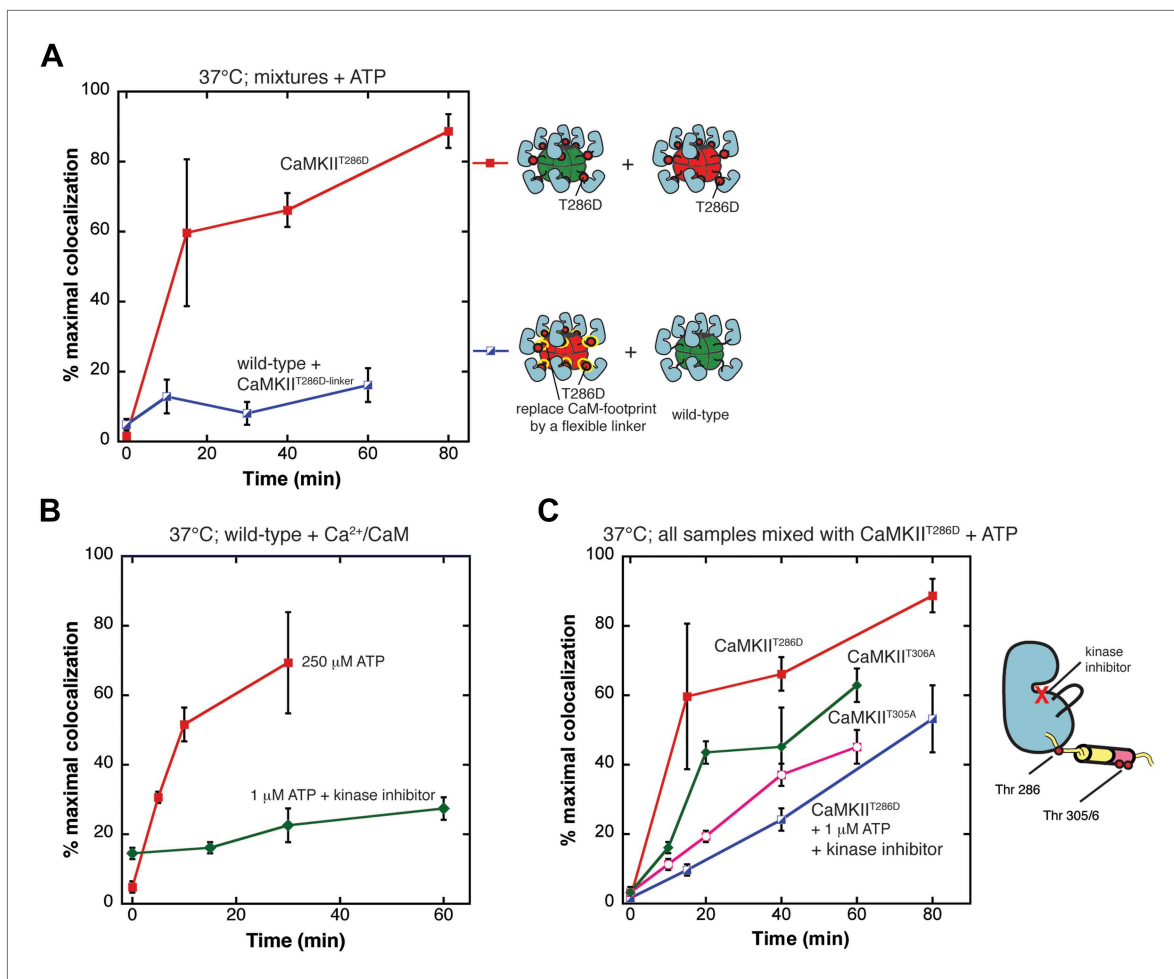 A
37°C; mixtures + ATP
100
80
60
40
20
0
% maximal colocalization
0
20
40
60
80
Time (min)
CaMKII^T286D
wild-type +
CaMKII^T286D-linker
+
T286D
T286D
+
T286D
replace CaM-footprint
by a flexible linker
wild-type
B
37°C; wild-type + Ca²⁺/CaM
100
80
60
40
20
0
% maximal colocalization
0
20
40
60
Time (min)
250 μM ATP
1 μM ATP + kinase inhibitor
C
37°C; all samples mixed with CaMKII^T286D + ATP
100
80
60
40
20
0
% maximal colocalization
0
20
40
60
80
Time (min)
CaMKII^T286D
CaMKII^T306A
CaMKII^T305A
CaMKII^T286D
+ 1 μM ATP
+ kinase inhibitor
kinase
inhibitor
X
Thr 286
Thr 305/6